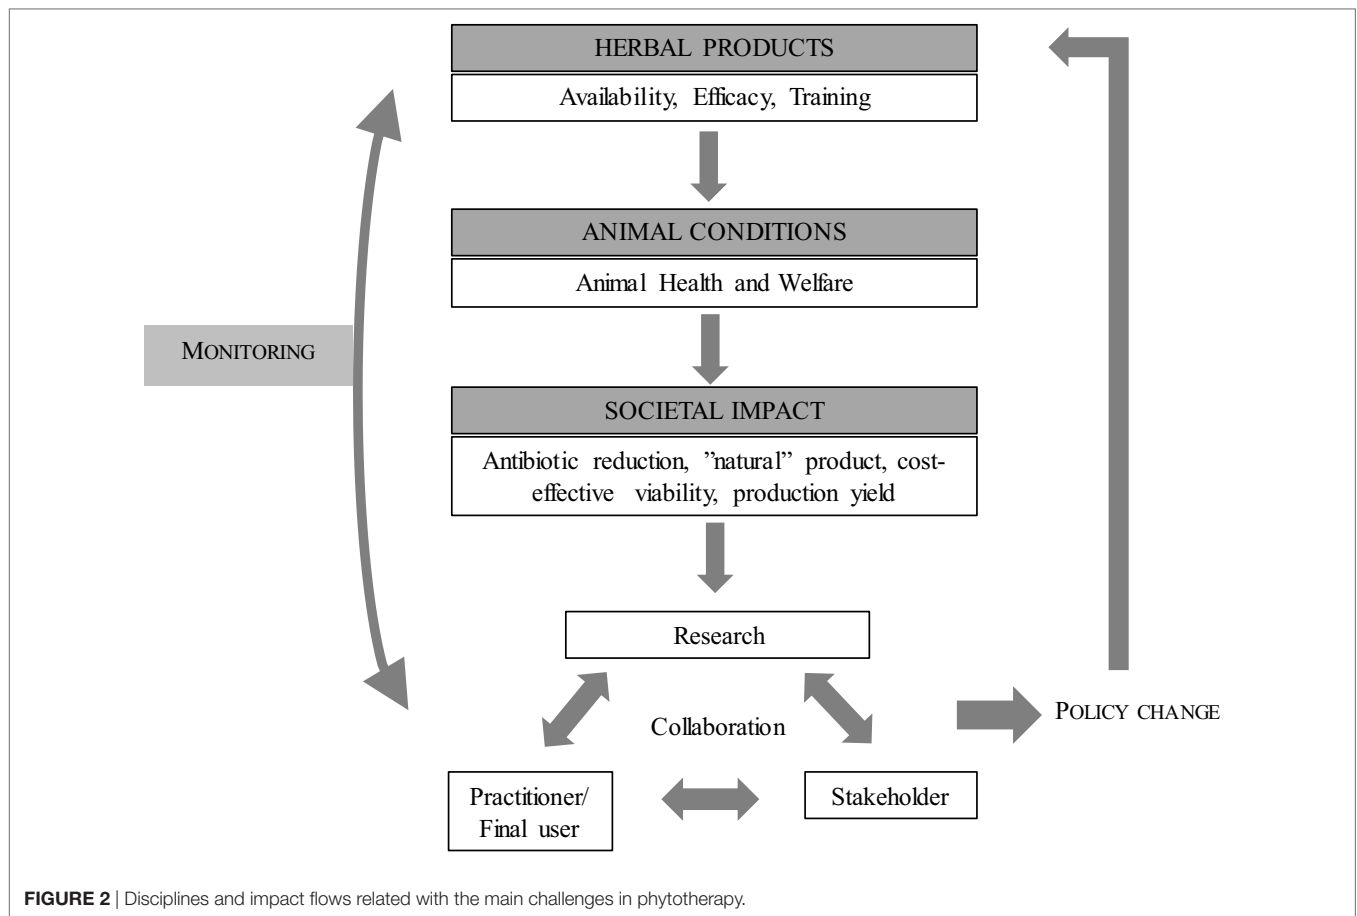 HERBAL PRODUCTS
Availability, Efficacy, Training
ANIMAL CONDITIONS
Animal Health and Welfare
MONITORING
SOCIETAL IMPACT
Antibiotic reduction, ”natural” product, cost-
effective viability, production yield
Research
Collaboration
POLICY CHANGE
Practitioner/
Final user
Stakeholder
FIGURE 2 | Disciplines and impact flows related with the main challenges in phytotherapy.